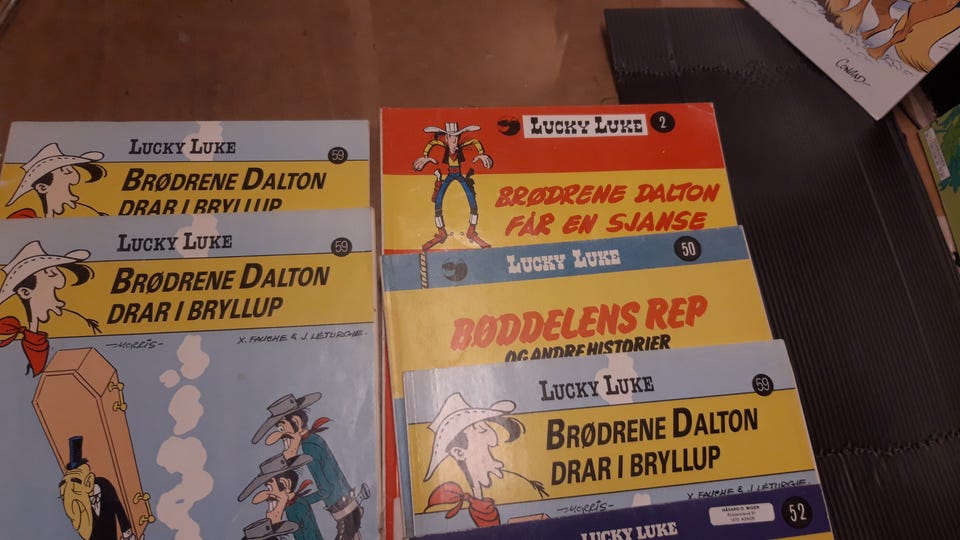 LUCKY LUKE
59
BRØDRENE DALTON
DRAR I BRYLLUP
LUCKY LUKE
59
BRØDRENE DALTON
DRAR I BRYLLUP
MORRIS
X. FAUCHE & J. LÉTURGIE.
LUCKY LUKE
2
BRØDRENE DALTON
FÅR EN SJANSE
LUCKY LUKE
50
BØDDELENS REP
OG ANDRE HISTORIER
LUCKY LUKE
59
BRØDRENE DALTON
DRAR I BRYLLUP
MORRIS
X. FAUCHE & J. LÉTURGIE.
LUCKY LUKE
52
CONRAD